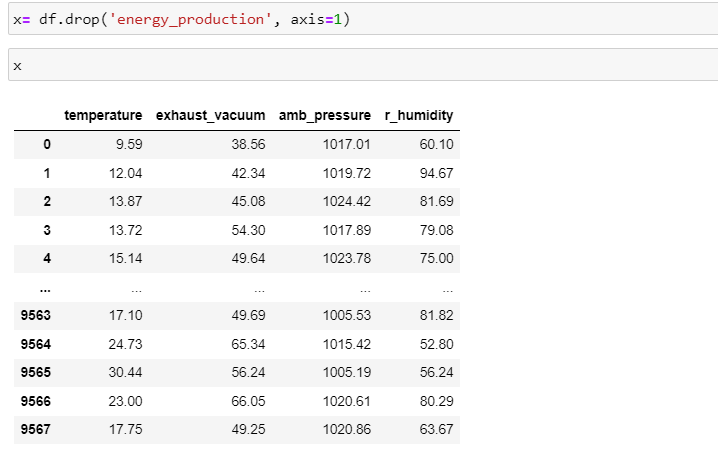 x= df.drop('energy_production', axis=1)
x
temperature exhaust_vacuum amb_pressure r_humidity
0 9.59 38.56 1017.01 60.10
1 12.04 42.34 1019.72 94.67
2 13.87 45.08 1024.42 81.69
3 13.72 54.30 1017.89 79.08
4 15.14 49.64 1023.78 75.00
... ... ... ... ...
9563 17.10 49.69 1005.53 81.82
9564 24.73 65.34 1015.42 52.80
9565 30.44 56.24 1005.19 56.24
9566 23.00 66.05 1020.61 80.29
9567 17.75 49.25 1020.86 63.67